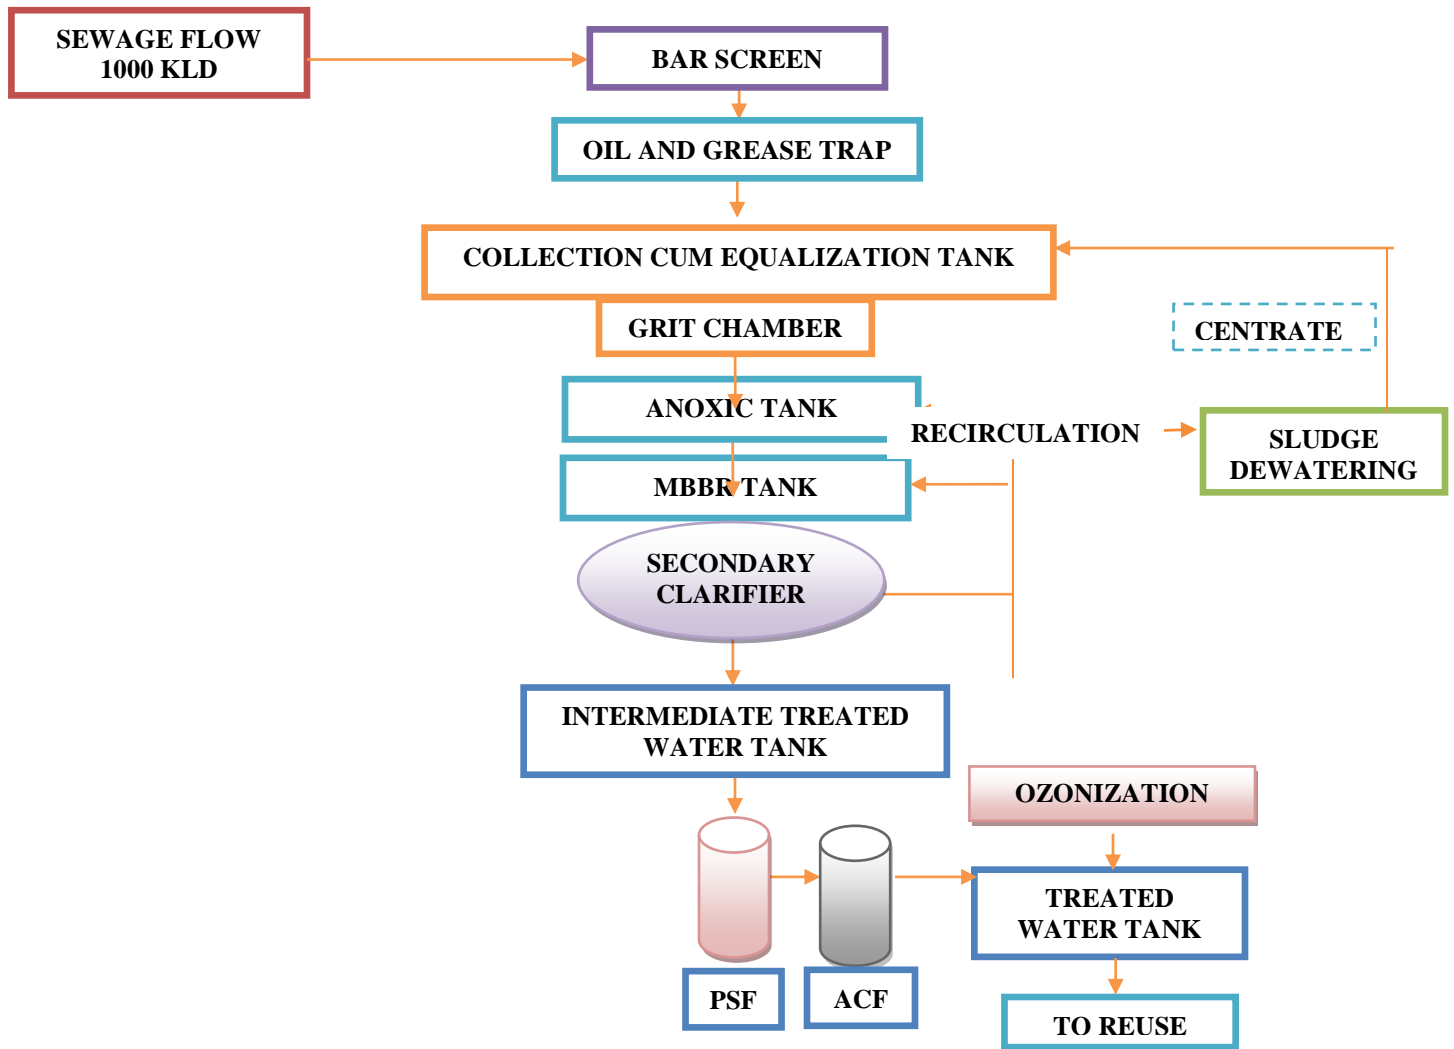 SEWAGE FLOW
1000 KLD
BAR SCREEN
OIL AND GREASE TRAP
COLLECTION CUM EQUALIZATION TANK
GRIT CHAMBER
CENTRATE
ANOXIC TANK
RECIRCULATION
SLUDGE
DEWATERING
MBBR TANK
SECONDARY
CLARIFIER
INTERMEDIATE TREATED
WATER TANK
OZONIZATION
TREATED
WATER TANK
PSF
ACF
TO REUSE